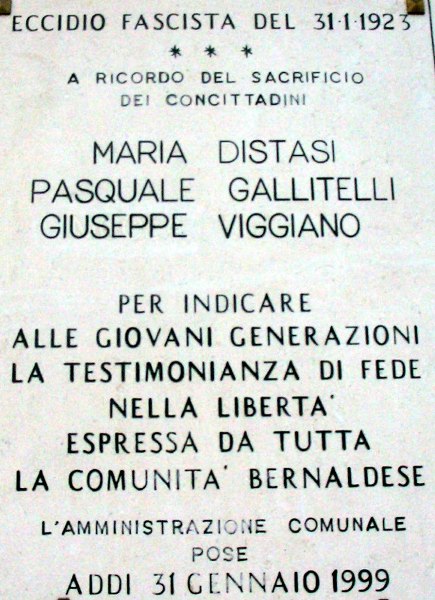 ECCIDIO FASCISTA DEL 31·1·1923
* * *
A RICORDO DEL SACRIFICIO
DEI CONCITTADINI
MARIA DISTASI
PASQUALE GALLITELLI
GIUSEPPE VIGGIANO
PER INDICARE
ALLE GIOVANI GENERAZIONI
LA TESTIMONIANZA DI FEDE
NELLA LIBERTA'
ESPRESSA DA TUTTA
LA COMUNITA' BERNALDESE
L'AMMINISTRAZIONE COMUNALE
POSE
ADDI 31 GENNAIO 1999